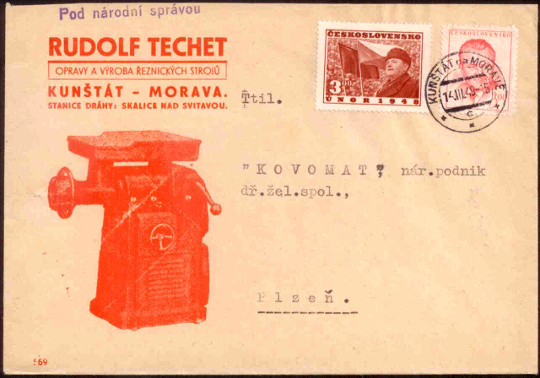 Pod národní správou
RUDOLF TECHET
OPRAVY A VÝROBA ŘEZNICKÝCH STROJŮ
KUNŠTÁT – MORAVA.
STANICE DRÁHY: SKALICE NAD SVITAVOU.
ČESKOSLOVENSKO
3
ÚNOR 1948
ČESKOSLOVENSKO
KUNŠTÁT na MORAVĚ
c
Ttil.
"KOVOMAT", nár.podnik
dř.žel.spol.,
Plzeň.
569